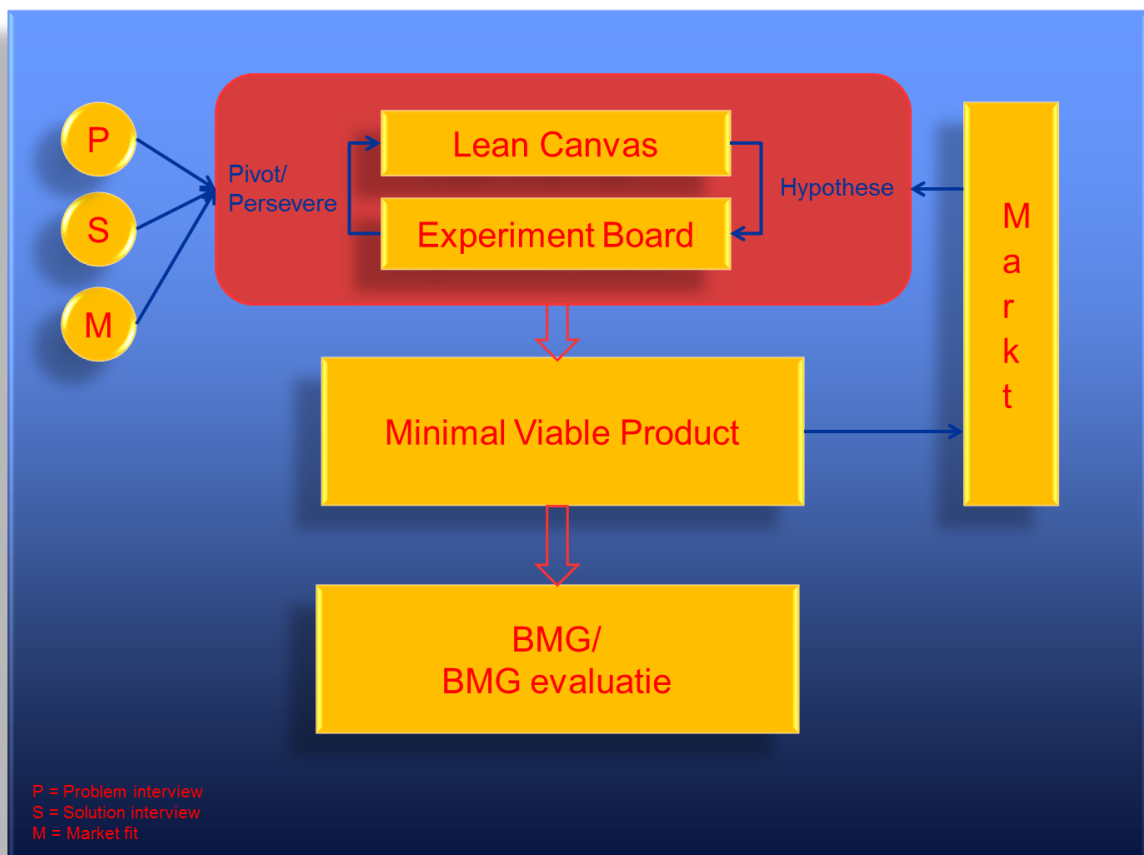 P
S
M
Pivot/
Persevere
Lean Canvas
Experiment Board
Hypothese
Markt
Minimal Viable Product
BMG/
BMG evaluatie
P = Problem interview
S = Solution interview
M = Market fit